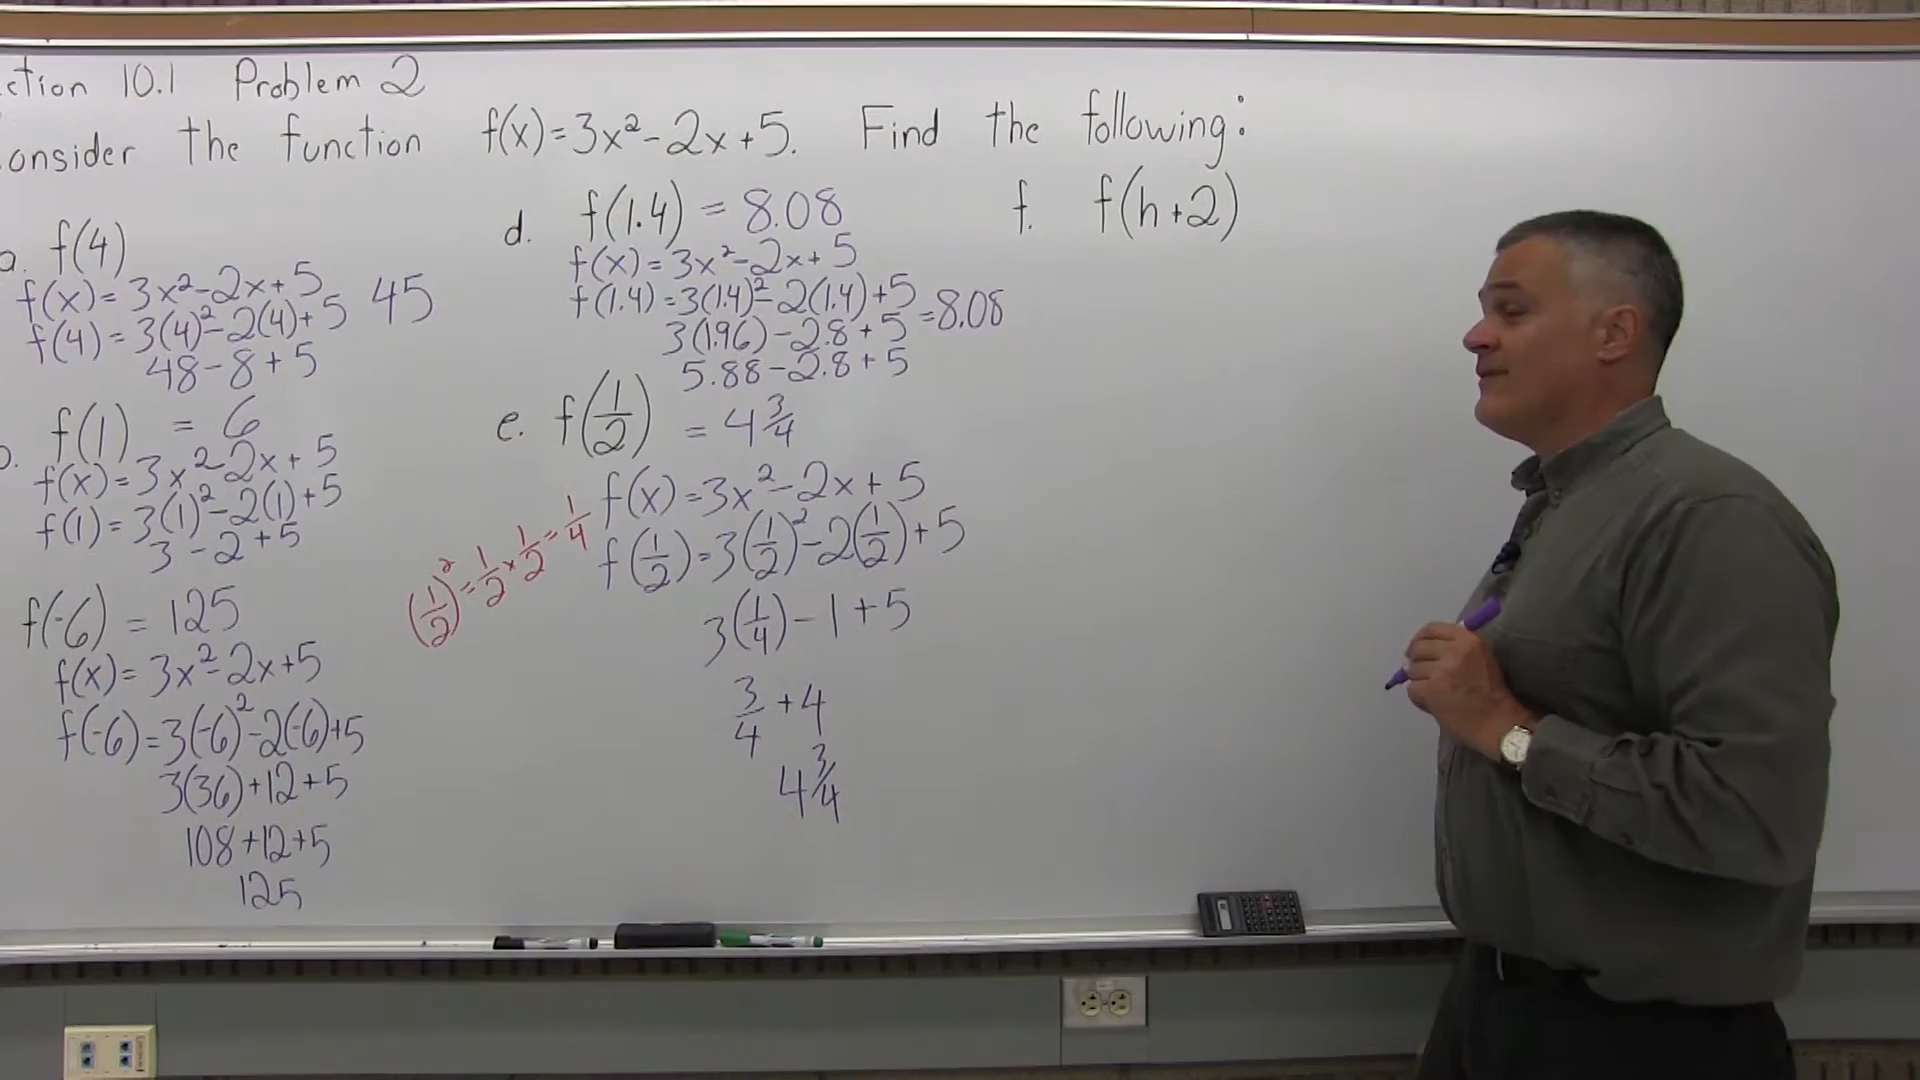 ction 10.1 Problem 2
onsider the function f(x)=3x²-2x+5. Find the following:
a. f(4)
f(x)=3x²-2x+5 45
f(4)=3(4)²-2(4)+5
48-8+5
f(1) = 6
f(x)=3x²-2x+5
f(1)=3(1)²-2(1)+5
3-2+5
f(-6) = 125
f(x)=3x²-2x+5
f(-6)=3(-6)²-2(-6)+5
3(36)+12+5
108+12+5
125
d. f(1.4) = 8.08
f(x)=3x²-2x+5
f(1.4)=3(1.4)²-2(1.4)+5
3(1.96)-2.8+5 =8.08
5.88-2.8+5
e. f(1/2) = 4 3/4
f(x)=3x²-2x+5
f(1/2)=3(1/2)²-2(1/2)+5
(1/2)²=1/2×1/2=1/4
3(1/4)-1+5
3/4+4
4 3/4
f. f(h+2)